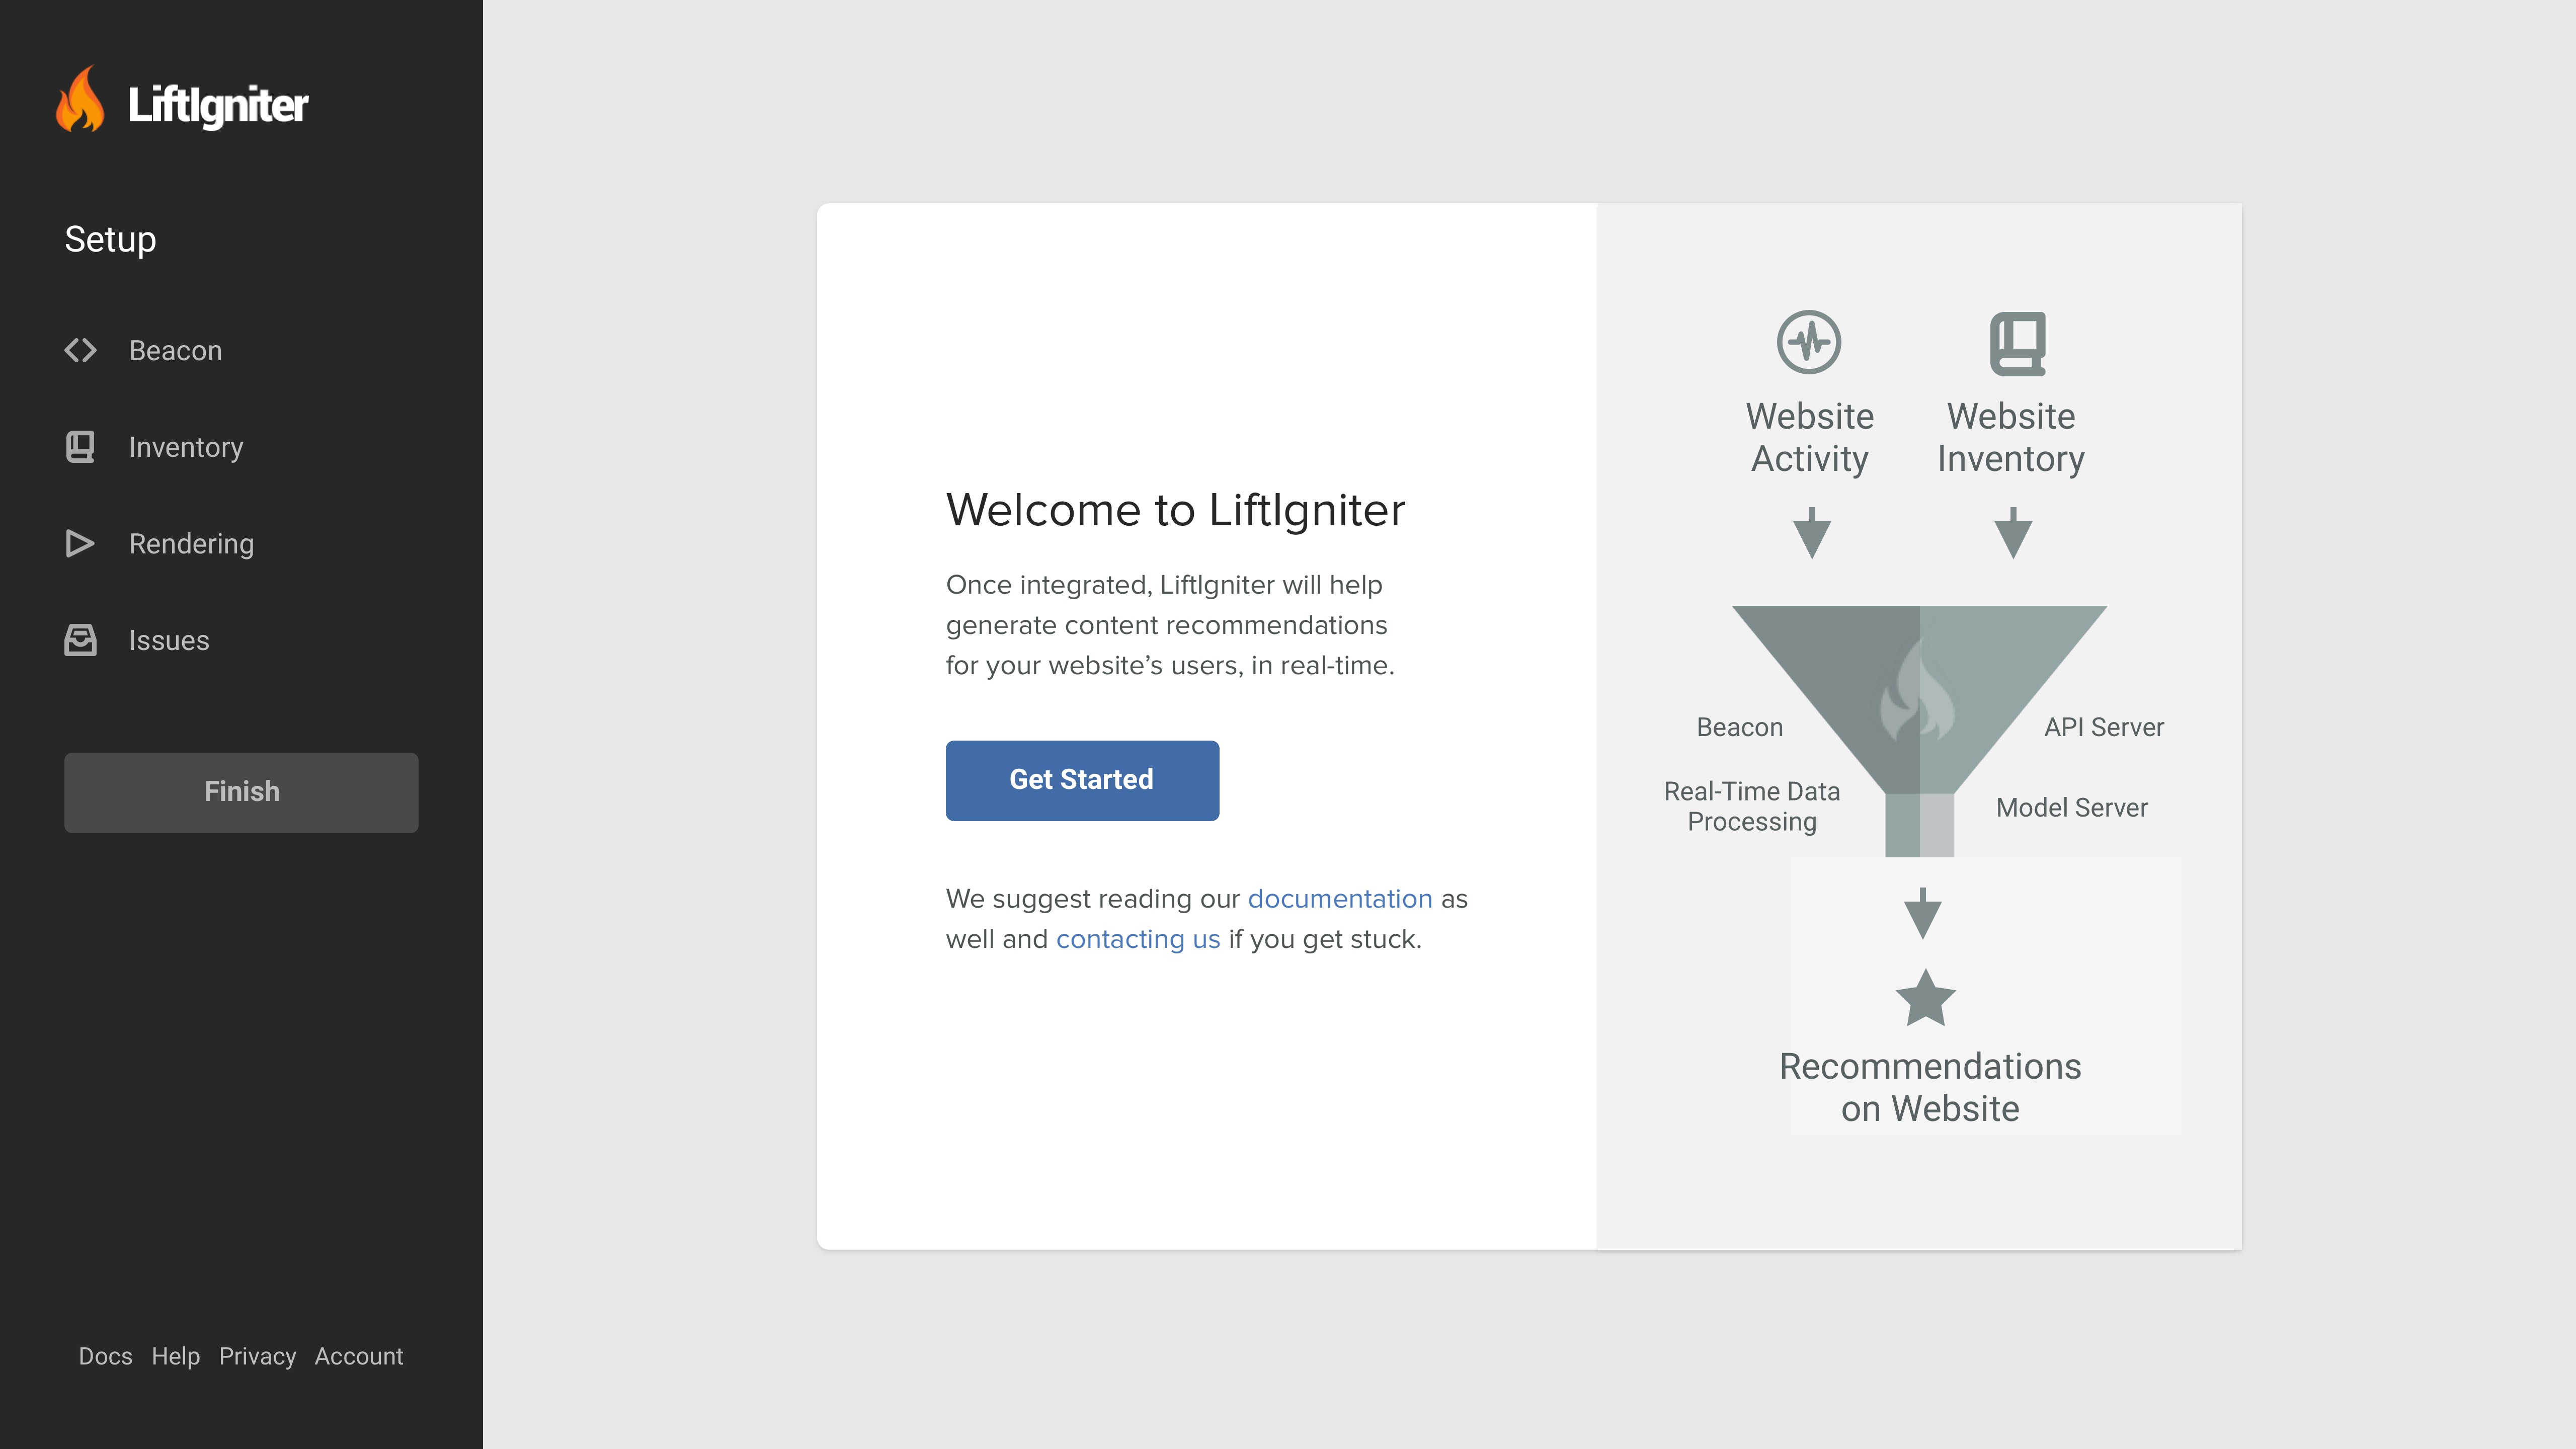 LiftIgniter
Setup
Beacon
Inventory
Rendering
Issues
Finish
Docs Help Privacy Account
Welcome to LiftIgniter
Once integrated, LiftIgniter will help
generate content recommendations
for your website’s users, in real-time.
Get Started
We suggest reading our documentation as
well and contacting us if you get stuck.
Website
Activity
Website
Inventory
Beacon
API Server
Real-Time Data
Processing
Model Server
Recommendations
on Website